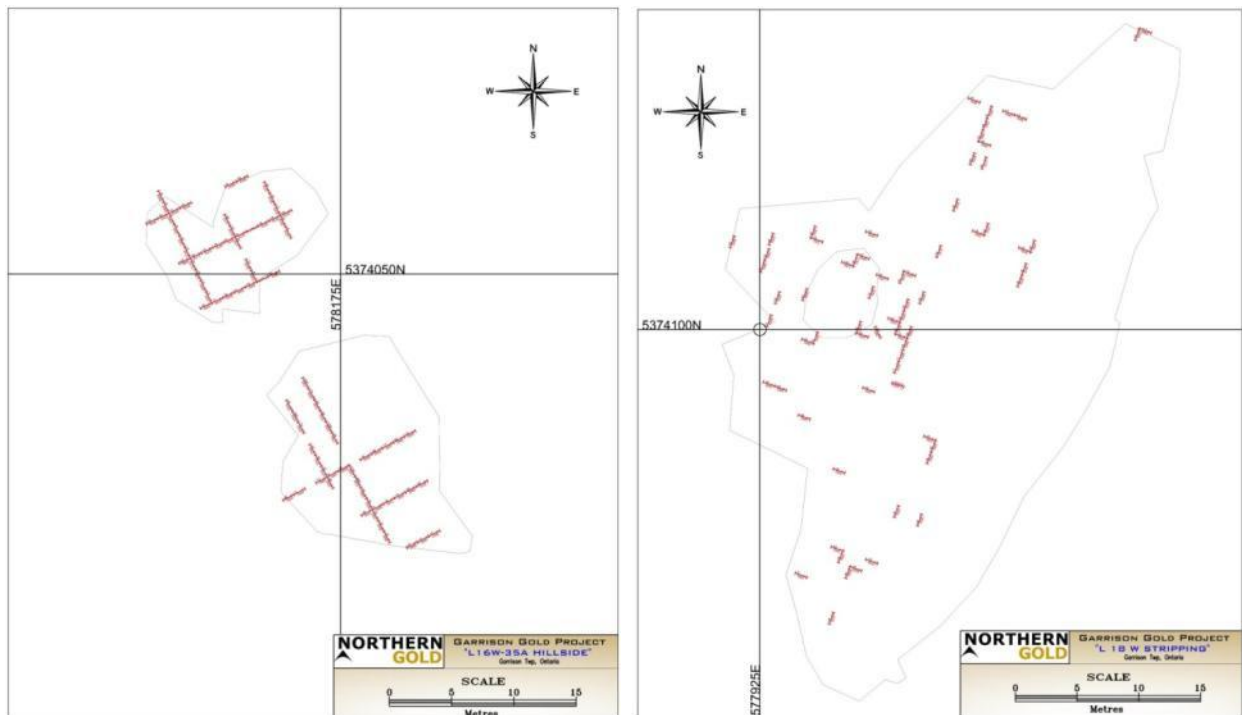 N
W E
S
5374050N
578175E
NORTHERN
GOLD
GARRISON GOLD PROJECT
"L16W-35A HILLSIDE"
Garrison Twp, Ontario
SCALE
0 5 10 15
Metres
N
W E
S
5374100N
577925E
NORTHERN
GOLD
GARRISON GOLD PROJECT
"L 18 W STRIPPING"
Garrison Twp, Ontario
SCALE
0 5 10 15
Metres